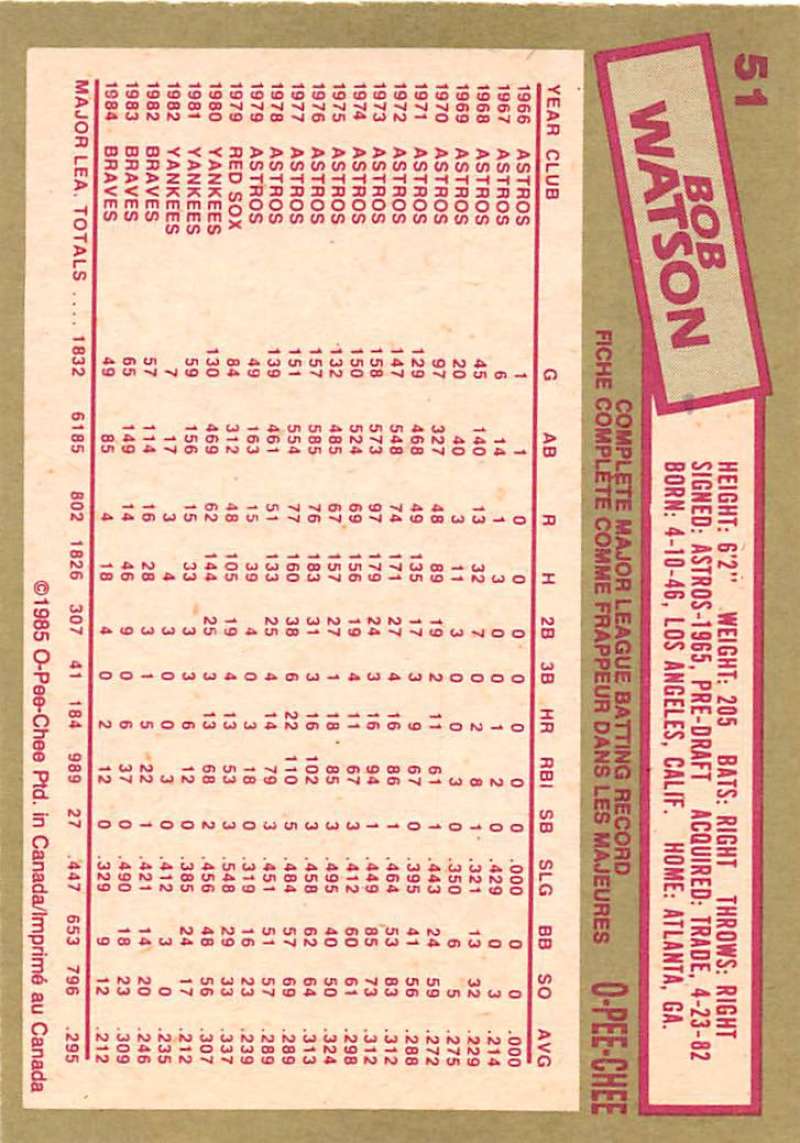 51
BOB
WATSON
HEIGHT: 6'2" WEIGHT: 205 BATS: RIGHT THROWS: RIGHT
SIGNED: ASTROS-1965, PRE-DRAFT ACQUIRED: TRADE, 4-23-82
BORN: 4-10-46, LOS ANGELES, CALIF. HOME: ATLANTA, GA.
COMPLETE MAJOR LEAGUE BATTING RECORD
FICHE COMPLÈTE COMME FRAPPEUR DANS LES MAJEURES
O-PEE-CHEE
YEAR CLUB G AB R H 2B 3B HR RBI SB SLG BB SO AVG
1966 ASTROS 1 1 0 0 0 0 0 0 0 .000 0 0 .000
1967 ASTROS 6 14 1 3 0 0 1 2 0 .429 0 3 .214
1968 ASTROS 45 140 13 32 7 0 2 8 1 .321 13 32 .229
1969 ASTROS 20 40 3 11 3 0 0 3 0 .350 6 5 .275
1970 ASTROS 97 327 48 89 19 2 11 61 1 .443 24 59 .272
1971 ASTROS 129 468 49 135 17 3 9 67 0 .395 41 56 .288
1972 ASTROS 147 548 74 171 27 4 16 86 1 .464 53 83 .312
1973 ASTROS 158 573 97 179 24 3 16 94 1 .449 85 73 .312
1974 ASTROS 150 524 69 156 19 4 11 67 3 .412 60 61 .298
1975 ASTROS 132 485 67 157 27 1 18 85 3 .495 40 50 .324
1976 ASTROS 157 585 76 183 31 3 16 102 3 .458 62 64 .313
1977 ASTROS 151 554 77 160 38 6 22 110 5 .484 57 69 .289
1978 ASTROS 139 461 51 133 25 4 14 79 3 .451 51 57 .289
1979 ASTROS 49 163 15 39 4 0 3 18 0 .319 16 23 .239
1979 RED SOX 84 312 48 105 19 4 13 53 3 .548 29 33 .337
1980 YANKEES 130 469 62 144 25 3 13 68 2 .456 48 56 .307
1981 YANKEES 59 156 15 33 3 3 6 12 0 .385 24 17 .212
1982 YANKEES 7 17 3 4 3 0 0 3 0 .412 3 0 .235
1982 BRAVES 57 114 16 28 3 1 5 22 1 .421 14 20 .246
1983 BRAVES 65 149 14 46 9 0 6 37 0 .490 18 23 .309
1984 BRAVES 49 85 4 18 4 0 2 12 0 .329 9 12 .212
MAJOR LEA. TOTALS .... 1832 6185 802 1826 307 41 184 989 27 .447 653 796 .295
©1985 O-Pee-Chee Ptd. in Canada/Imprimé au Canada